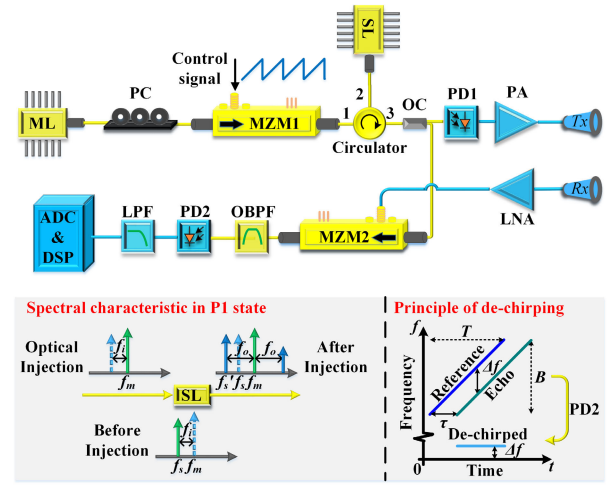 Control
signal
SL
PC
ML
MZM1
1
2
3
Circulator
OC
PD1
PA
Tx
Rx
LNA
ADC
&
DSP
LPF
PD2
OBPF
MZM2
Spectral characteristic in P1 state
Optical
Injection
fi
fm
SL
Before
Injection
fi
fs fm
fo fo
fs' fs fm
After
Injection
Principle of de-chirping
f
T
Frequency
Reference
Δf
Echo
B
τ
PD2
De-chirped
Δf
0
Time
t